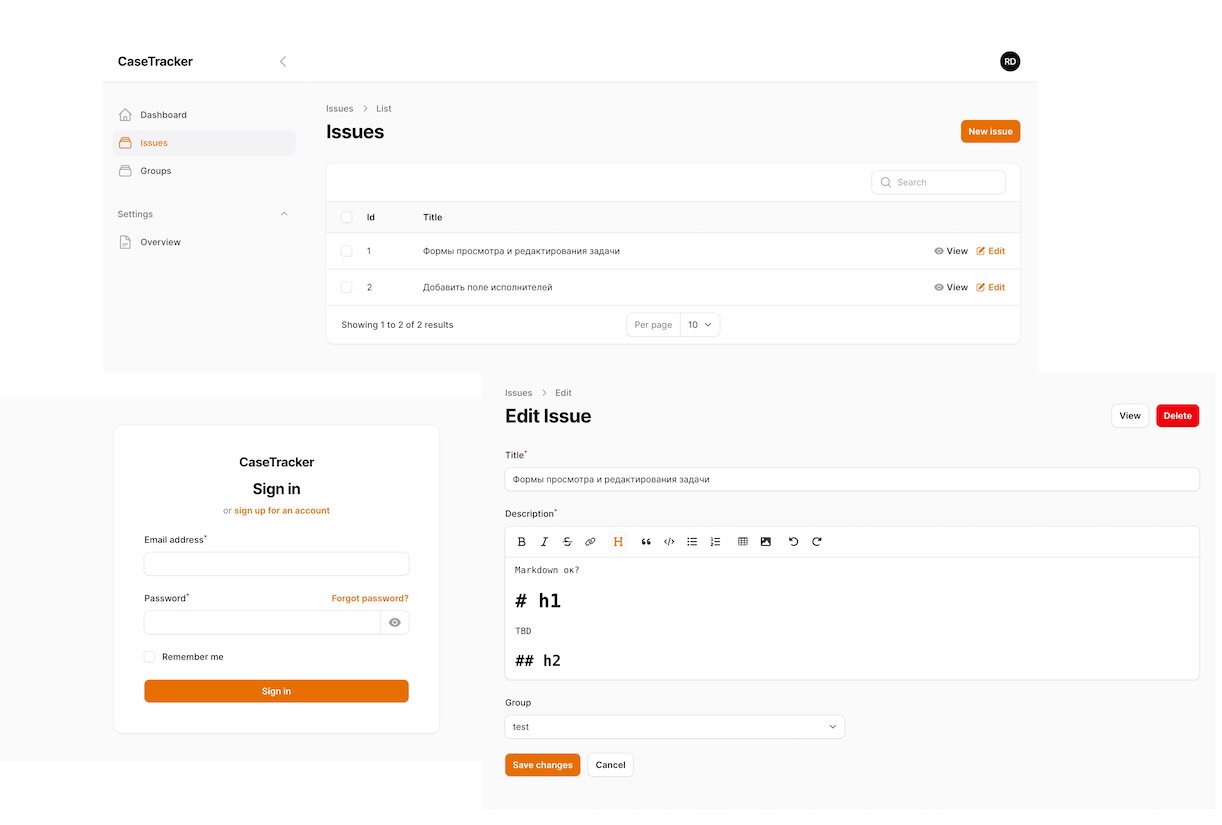 CaseTracker
RD
Dashboard
Issues
Groups
Settings
Overview
Issues > List
Issues
New issue
Search
Id Title
1 Формы просмотра и редактирования задачи View Edit
2 Добавить поле исполнителей View Edit
Showing 1 to 2 of 2 results Per page 10
CaseTracker
Sign in
or sign up for an account
Email address*
Password* Forgot password?
Remember me
Sign in
Issues > Edit
Edit Issue
View Delete
Title*
Формы просмотра и редактирования задачи
Description*
B I S H
Markdown ок?
# h1
TBD
## h2
Group
test
Save changes Cancel